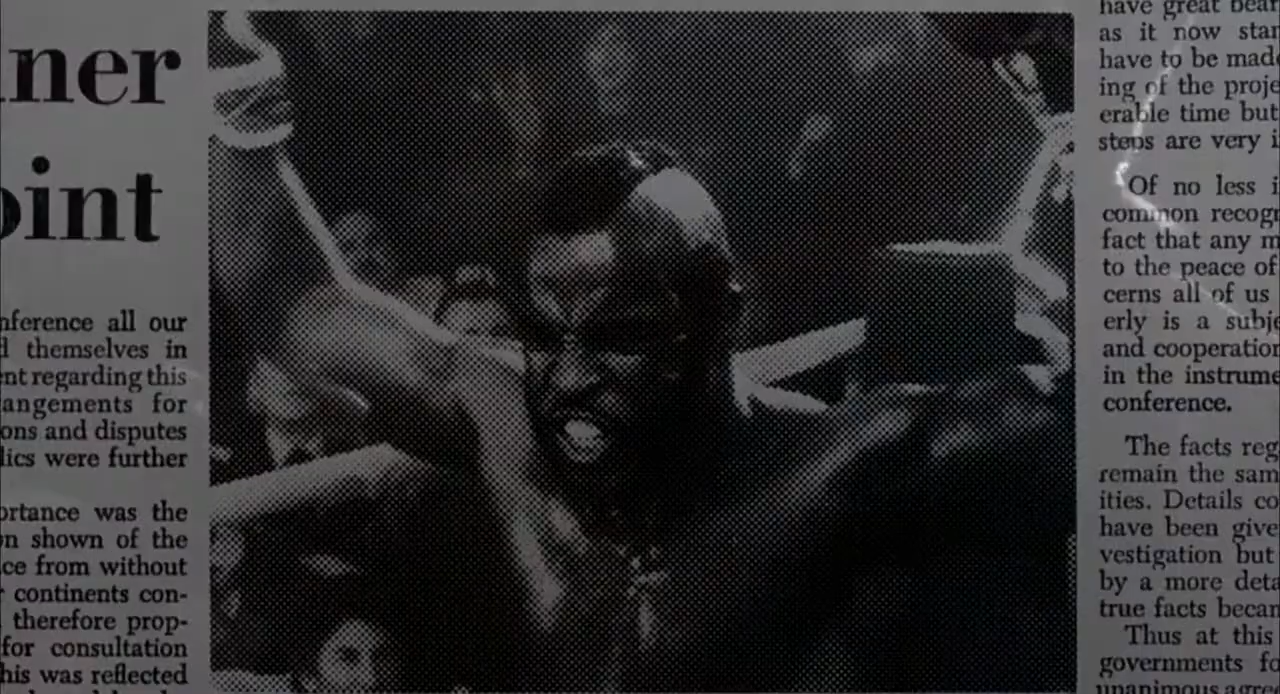 ner
oint
nference all our
d themselves in
ent regarding this
angements for
ons and disputes
lics were further
ortance was the
on shown of the
ce from without
r continents con-
therefore prop-
for consultation
his was reflected
have great bear
as it now stan
have to be made
ing of the proje
erable time but
steps are very i
Of no less i
common recogn
fact that any m
to the peace of
cerns all of us
erly is a subje
and cooperation
in the instrume
conference.
The facts reg
remain the sam
ities. Details co
have been give
vestigation but
by a more deta
true facts becam
Thus at this
governments fo
unanimous agree